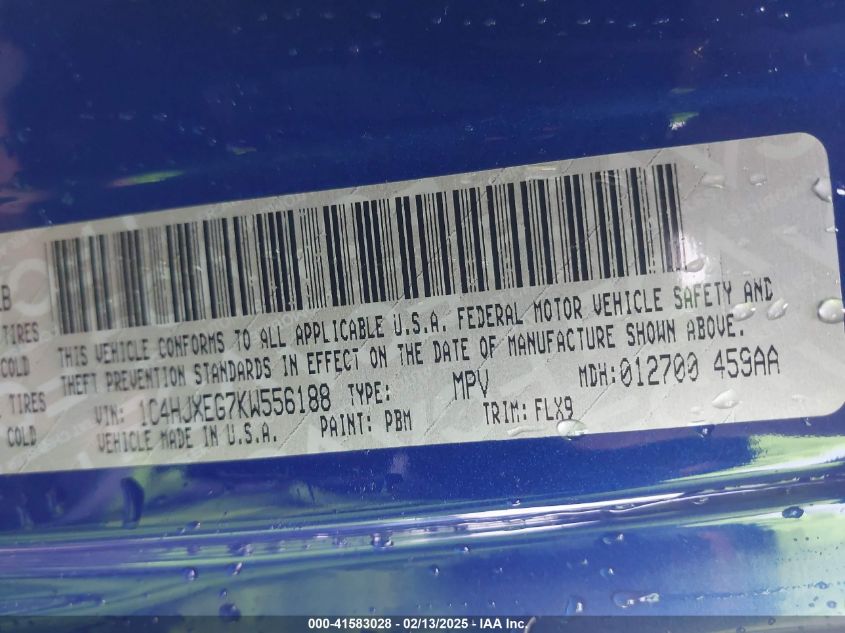 LB
TIRES
COLD
TIRES
COLD
THIS VEHICLE CONFORMS TO ALL APPLICABLE U.S.A. FEDERAL MOTOR VEHICLE SAFETY AND
THEFT PREVENTION STANDARDS IN EFFECT ON THE DATE OF MANUFACTURE SHOWN ABOVE.
VIN: 1C4HJXEG7KW556188 TYPE: MPV MDH:012700 459AA
VEHICLE MADE IN U.S.A. PAINT: PBM TRIM: FLX9
000-41583028 - 02/13/2025 - IAA Inc.